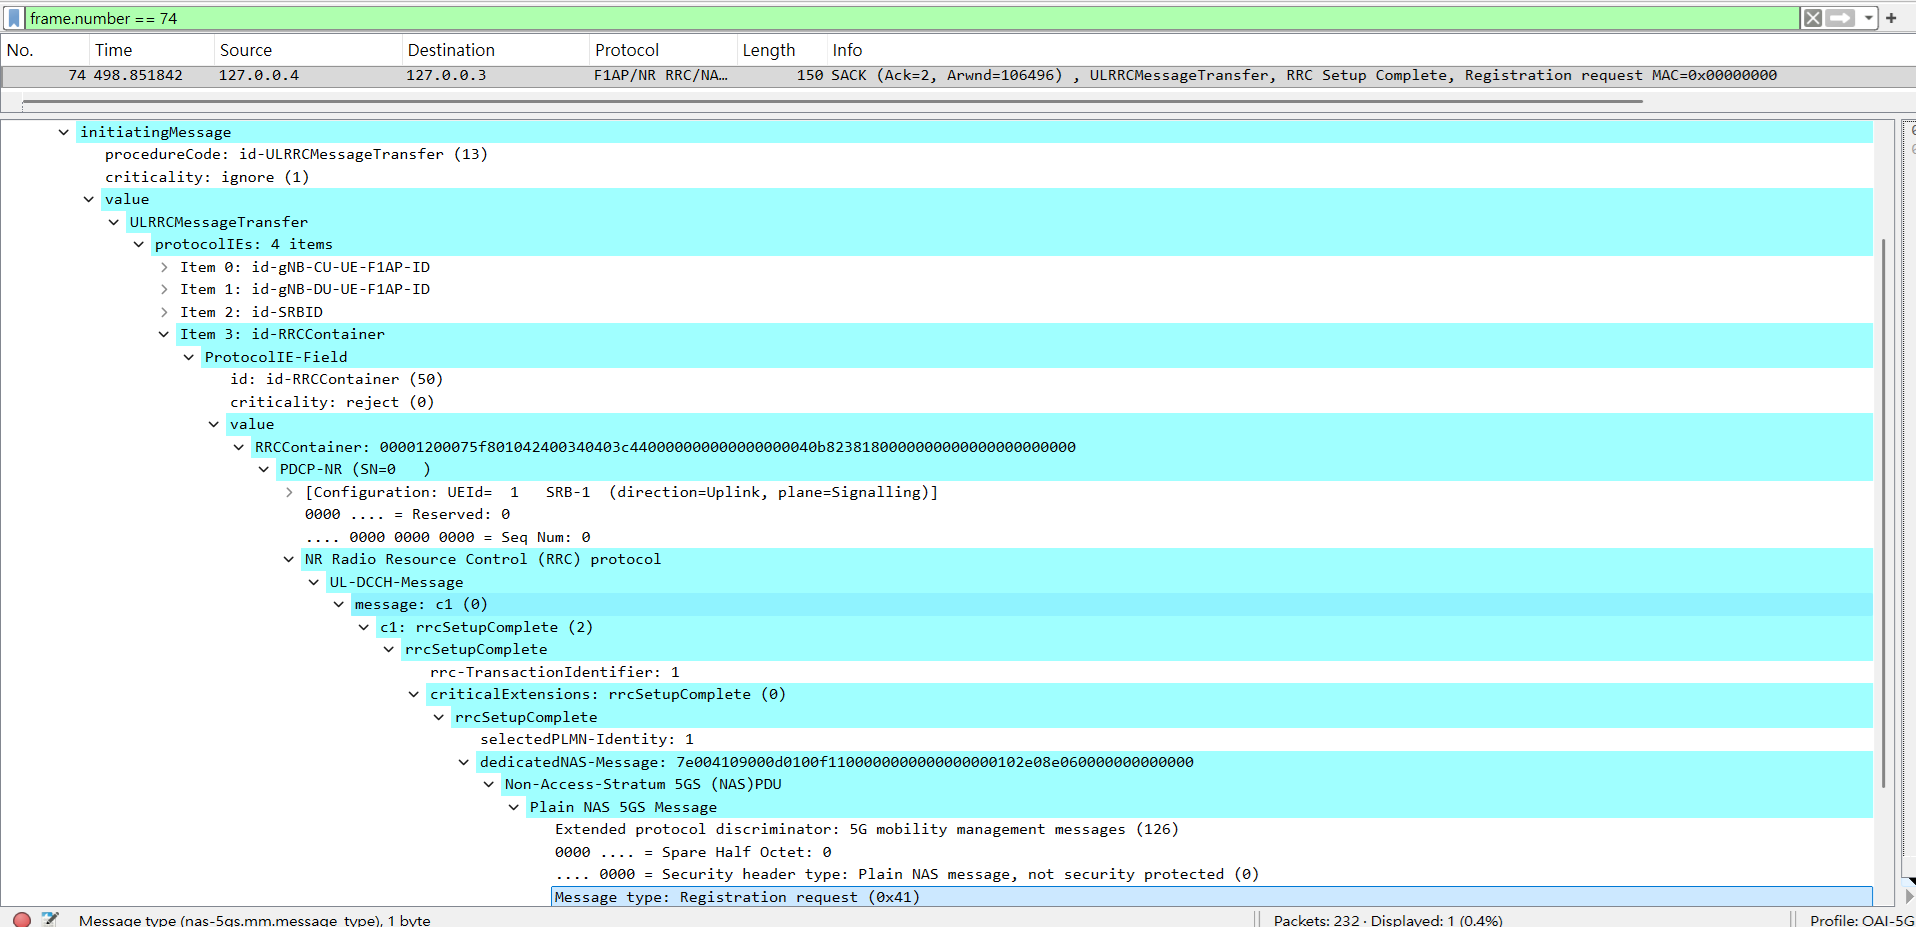 frame.number == 74
No. Time Source Destination Protocol Length Info
74 498.851842 127.0.0.4 127.0.0.3 F1AP/NR RRC/NA… 150 SACK (Ack=2, Arwnd=106496) , ULRRCMessageTransfer, RRC Setup Complete, Registration request MAC=0x00000000
initiatingMessage
procedureCode: id-ULRRCMessageTransfer (13)
criticality: ignore (1)
value
ULRRCMessageTransfer
protocolIEs: 4 items
Item 0: id-gNB-CU-UE-F1AP-ID
Item 1: id-gNB-DU-UE-F1AP-ID
Item 2: id-SRBID
Item 3: id-RRCContainer
ProtocolIE-Field
id: id-RRCContainer (50)
criticality: reject (0)
value
RRCContainer: 00001200075f801042400340403c440000000000000000040b8238180000000000000000000000
PDCP-NR (SN=0   )
[Configuration: UEId=  1   SRB-1  (direction=Uplink, plane=Signalling)]
0000 .... = Reserved: 0
.... 0000 0000 0000 = Seq Num: 0
NR Radio Resource Control (RRC) protocol
UL-DCCH-Message
message: c1 (0)
c1: rrcSetupComplete (2)
rrcSetupComplete
rrc-TransactionIdentifier: 1
criticalExtensions: rrcSetupComplete (0)
rrcSetupComplete
selectedPLMN-Identity: 1
dedicatedNAS-Message: 7e004109000d0100f1100000000000000000102e08e060000000000000
Non-Access-Stratum 5GS (NAS)PDU
Plain NAS 5GS Message
Extended protocol discriminator: 5G mobility management messages (126)
0000 .... = Spare Half Octet: 0
.... 0000 = Security header type: Plain NAS message, not security protected (0)
Message type: Registration request (0x41)
Message type (nas-5gs.mm.message_type), 1 byte
Packets: 232 · Displayed: 1 (0.4%)
Profile: OAI-5G